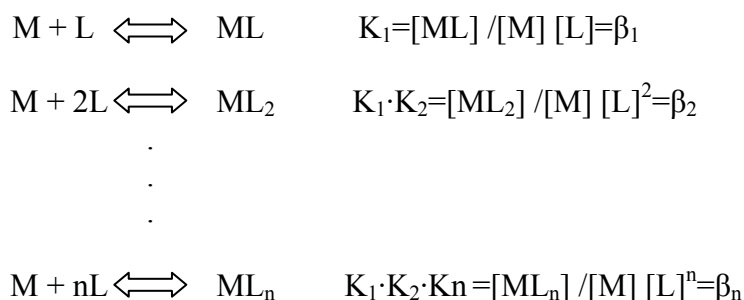 M + L ⇔ ML K₁=[ML] /[M] [L]=β₁
M + 2L ⇔ ML₂ K₁·K₂=[ML₂] /[M] [L]²=β₂
.
.
.
M + nL ⇔ MLₙ K₁·K₂·Kn =[MLₙ] /[M] [L]ⁿ=βₙ